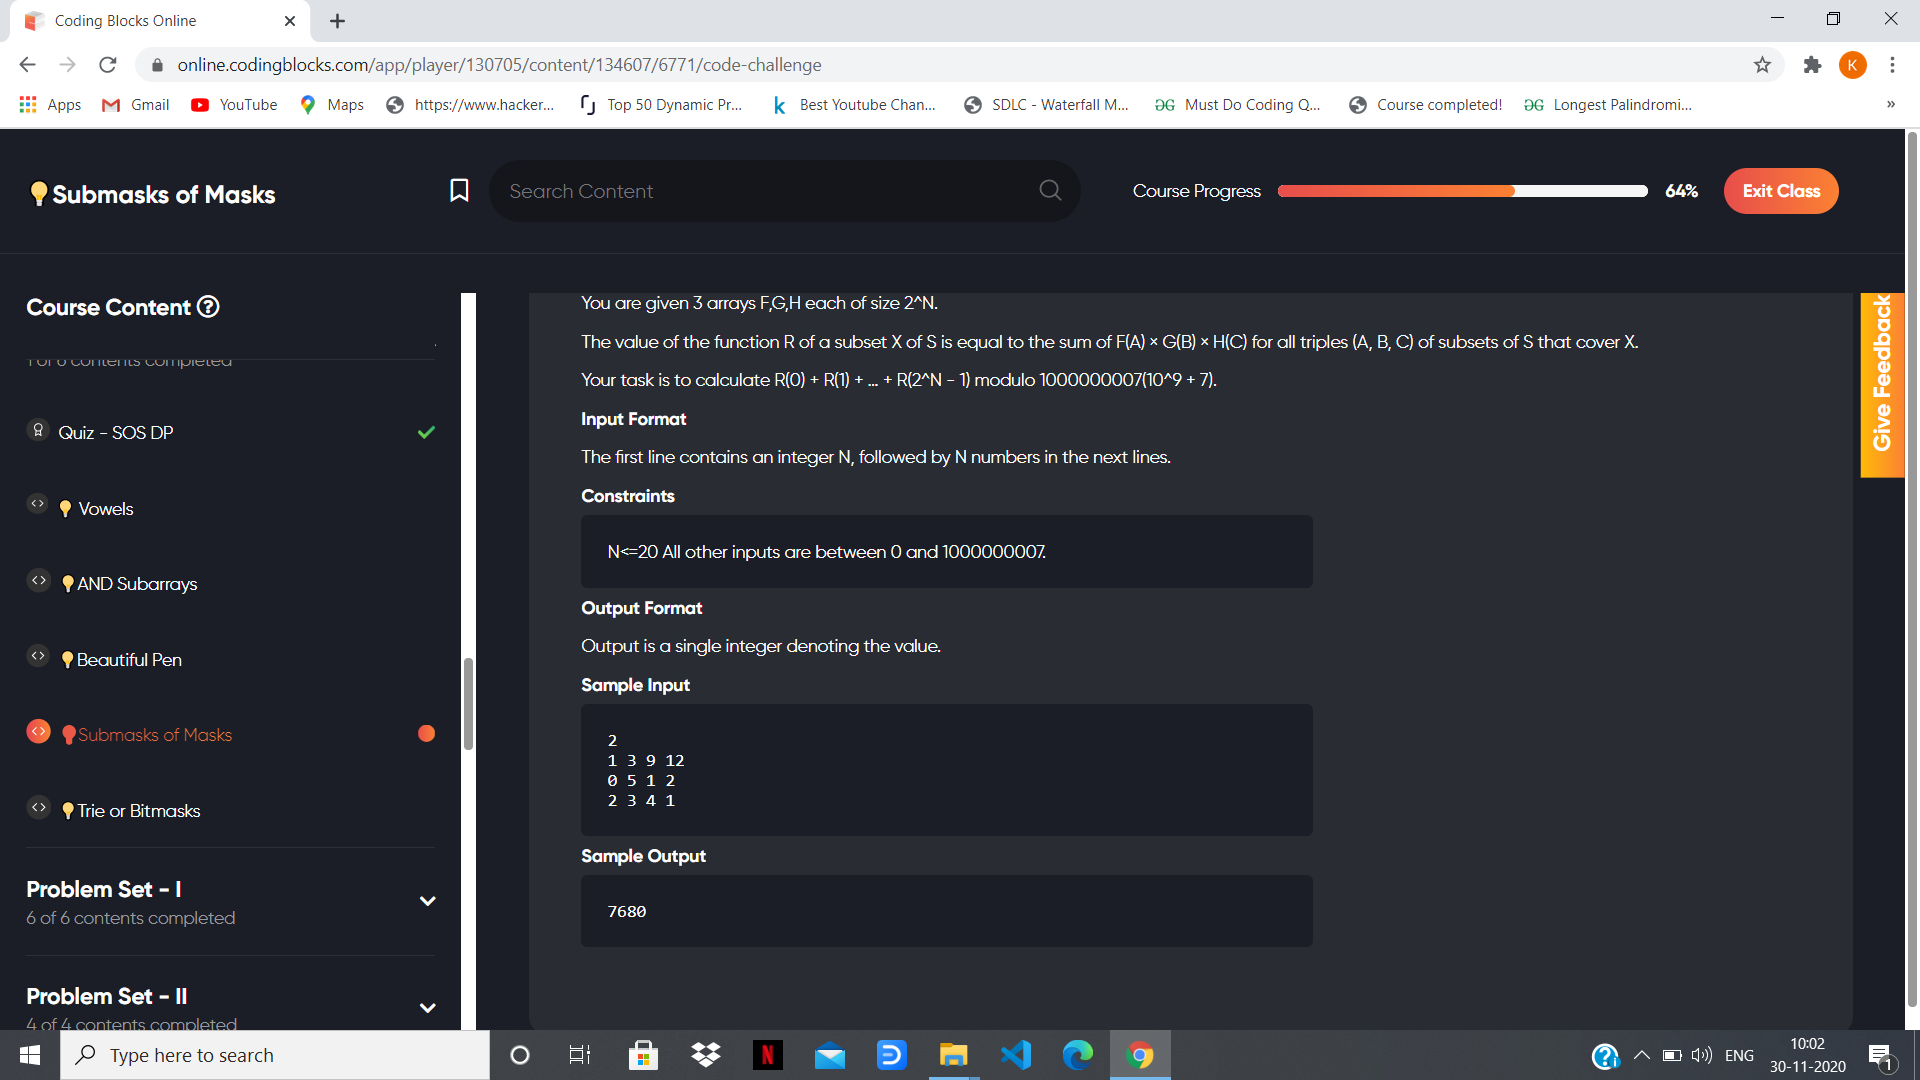 Coding Blocks Online
online.codingblocks.com/app/player/130705/content/134607/6771/code-challenge
K
Apps
Gmail
YouTube
Maps
https://www.hacker...
Top 50 Dynamic Pr...
Best Youtube Chan...
SDLC - Waterfall M...
Must Do Coding Q...
Course completed!
Longest Palindromi...
»
Submasks of Masks
Search Content
Course Progress
64%
Exit Class
Course Content
1 of 6 contents completed
Quiz - SOS DP
Vowels
AND Subarrays
Beautiful Pen
Submasks of Masks
Trie or Bitmasks
Problem Set - I
6 of 6 contents completed
Problem Set - II
4 of 4 contents completed
You are given 3 arrays F,G,H each of size 2^N.
The value of the function R of a subset X of S is equal to the sum of F(A) × G(B) × H(C) for all triples (A, B, C) of subsets of S that cover X.
Your task is to calculate R(0) + R(1) + ... + R(2^N - 1) modulo 1000000007(10^9 + 7).
Input Format
The first line contains an integer N, followed by N numbers in the next lines.
Constraints
N<=20 All other inputs are between 0 and 1000000007.
Output Format
Output is a single integer denoting the value.
Sample Input
2
1 3 9 12
0 5 1 2
2 3 4 1
Sample Output
7680
Give Feedback
Type here to search
N
ENG
10:02
30-11-2020
1